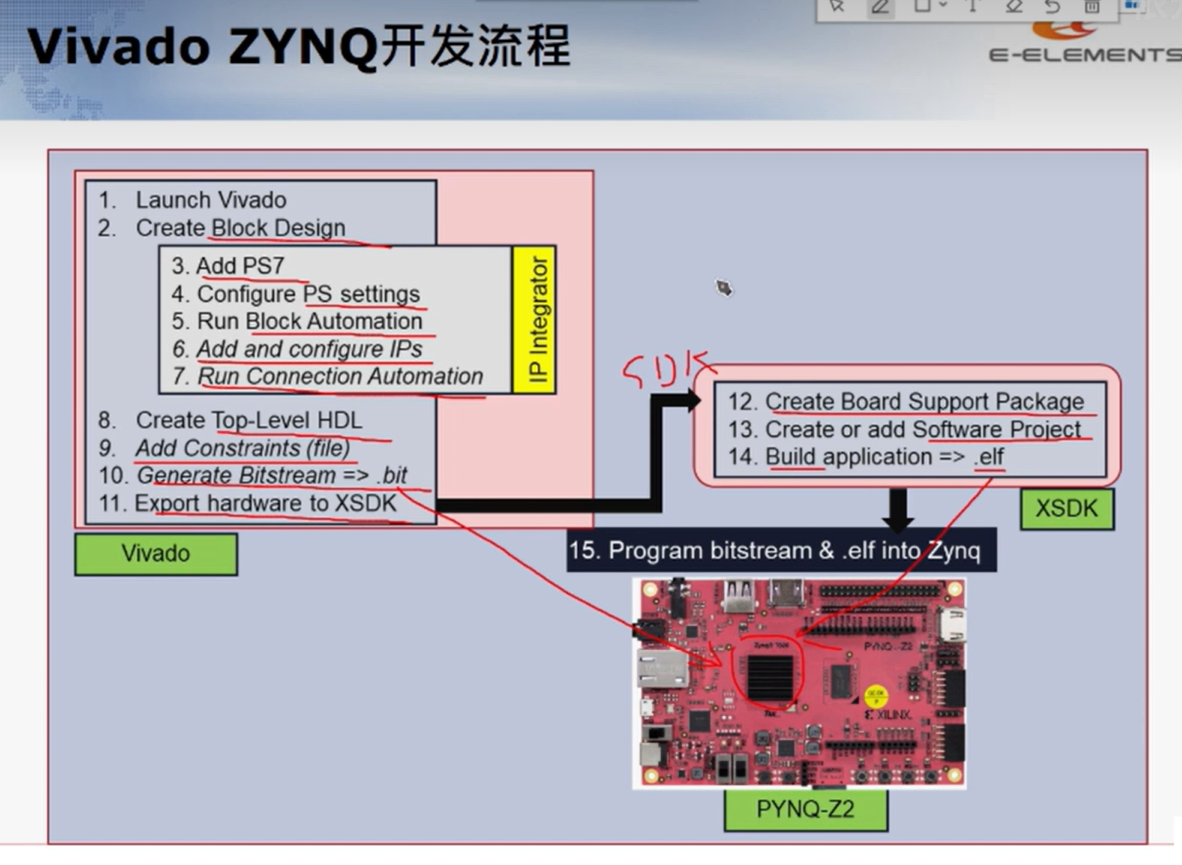 Vivado ZYNQ开发流程
E-ELEMENTS
1. Launch Vivado
2. Create Block Design
3. Add PS7
4. Configure PS settings
5. Run Block Automation
6. Add and configure IPs
7. Run Connection Automation
IP Integrator
8. Create Top-Level HDL
9. Add Constraints (file)
10. Generate Bitstream => .bit
11. Export hardware to XSDK
Vivado
SDK
12. Create Board Support Package
13. Create or add Software Project
14. Build application => .elf
XSDK
15. Program bitstream & .elf into Zynq
PYNQ-Z2
XILINX
PYNQ-Z2